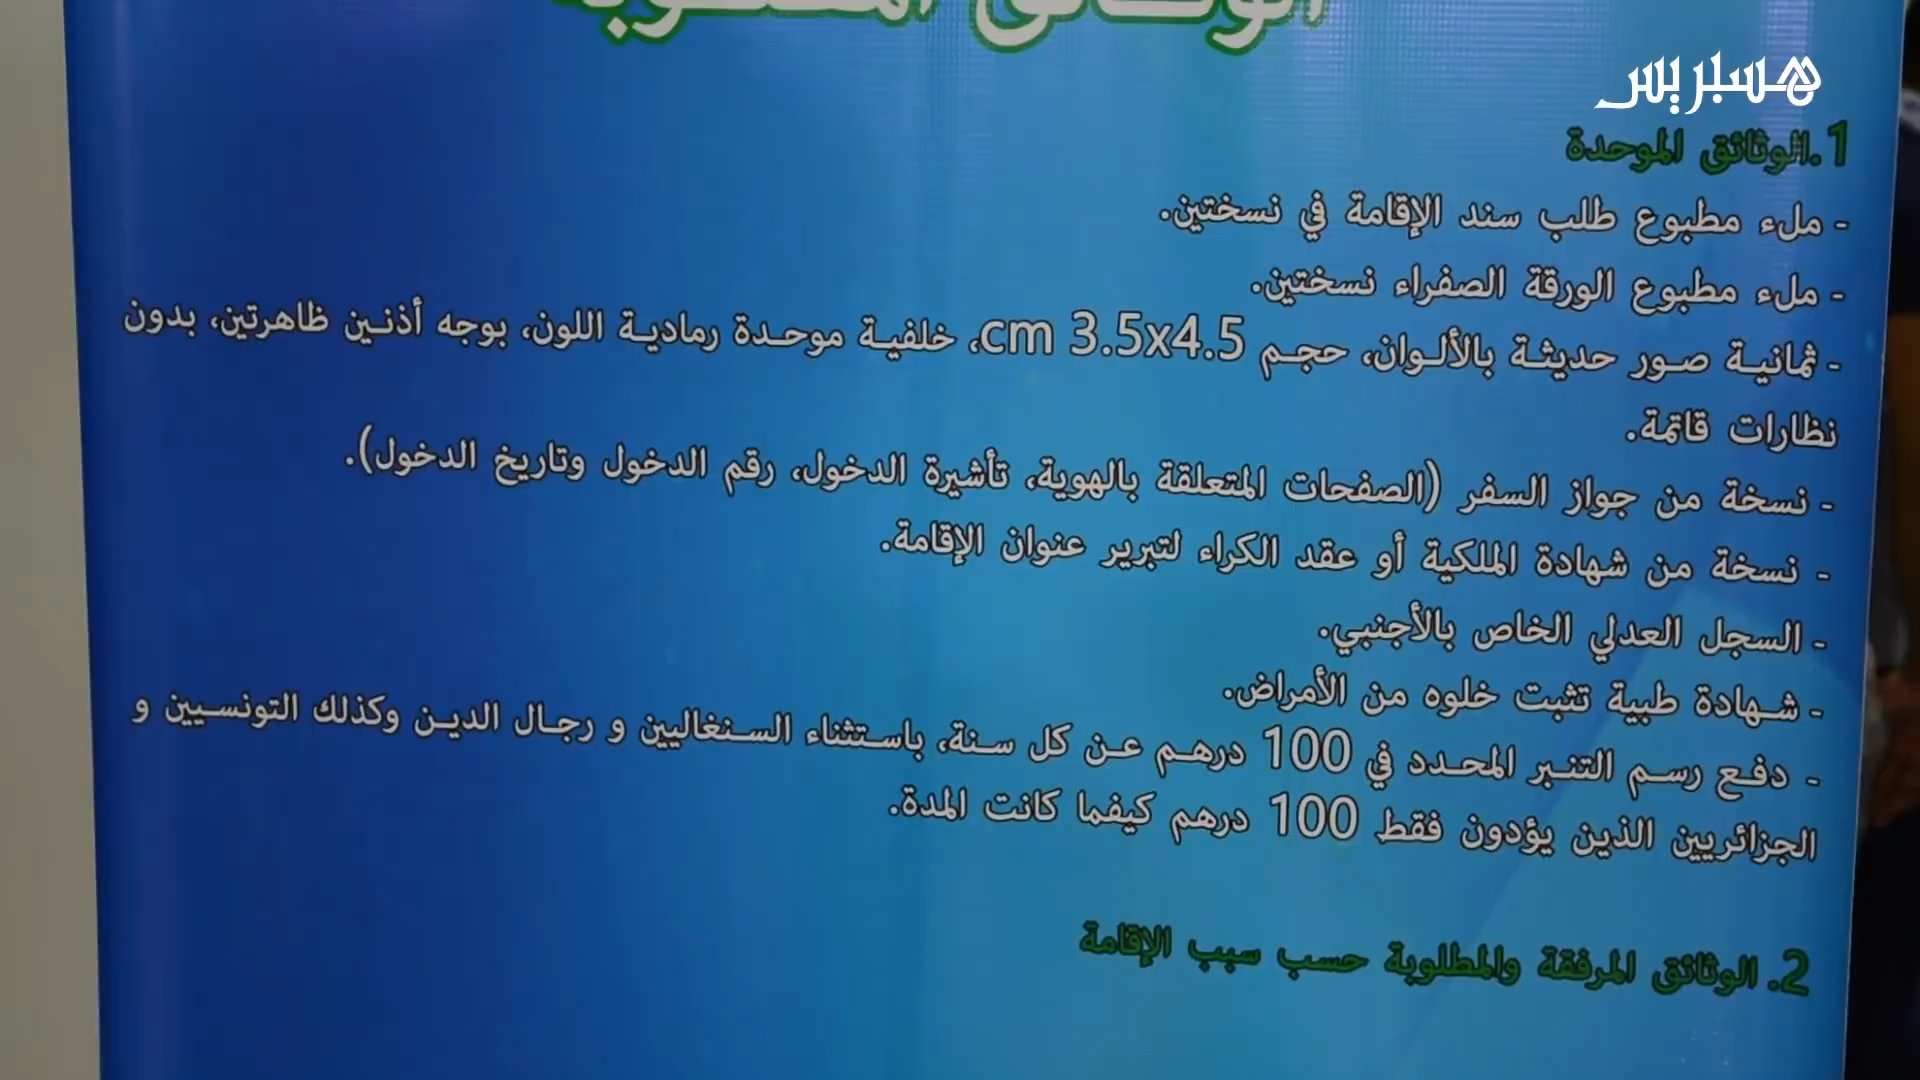 هسبريس
الوثائق المطلوبة
1.الوثائق الموحدة
- ملء مطبوع طلب سند الإقامة في نسختين.
- ملء مطبوع الورقة الصفراء نسختين.
- ثمانية صور حديثة بالألوان، حجم 3.5x4.5 cm، خلفية موحدة رمادية اللون، بوجه أذنين ظاهرتين، بدون
نظارات قاتمة.
- نسخة من جواز السفر (الصفحات المتعلقة بالهوية، تأشيرة الدخول، رقم الدخول وتاريخ الدخول).
- نسخة من شهادة الملكية أو عقد الكراء لتبرير عنوان الإقامة.
- السجل العدلي الخاص بالأجنبي.
- شهادة طبية تثبت خلوه من الأمراض.
- دفع رسم التنبر المحدد في 100 درهم عن كل سنة، باستثناء السنغاليين و رجال الدين وكذلك التونسيين و
الجزائريين الذين يؤدون فقط 100 درهم كيفما كانت المدة.
2. الوثائق المرفقة والمطلوبة حسب سبب الإقامة